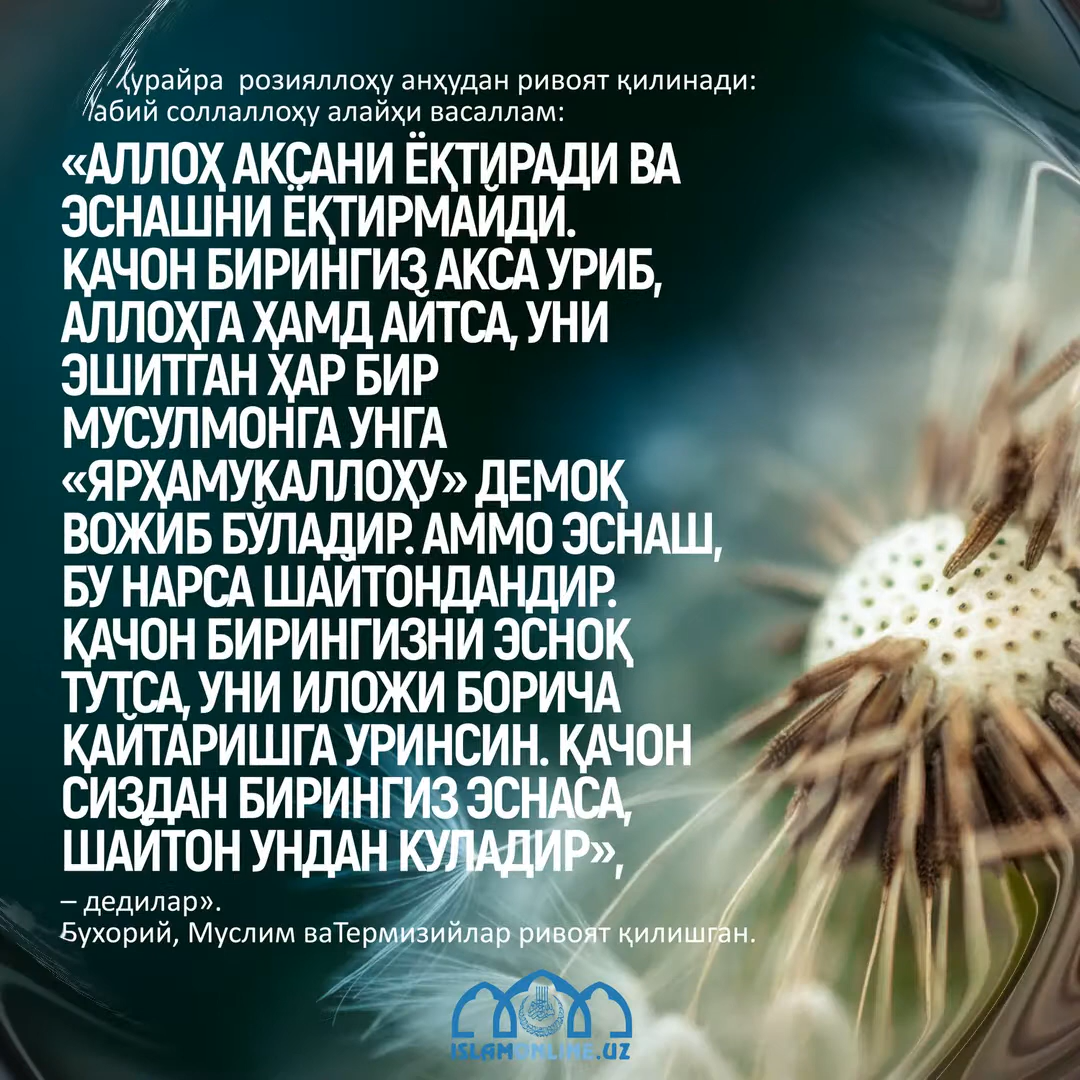 розияллоҳу анҳудан ривоят қилинади:
соллаллоҳу алайҳи васаллам:
«АЛЛОҲ АКСАНИ ЁҚТИРАДИ ВА
ЭСНАШНИ ЁҚТИРМАЙДИ.
ҚАЧОН БИРИНГИЗ АКСА УРИБ,
АЛЛОҲГА ҲАМД АЙТСА, УНИ
ЭШИТГАН ҲАР БИР
МУСУЛМОНГА УНГА
«ЯРҲАМУКАЛЛОҲУ» ДЕМОҚ
ВОЖИБ БЎЛАДИР. АММО ЭСНАШ,
БУ НАРСА ШАЙТОНДАНДИР.
ҚАЧОН БИРИНГИЗНИ ЭСНОҚ
ТУТСА, УНИ ИЛОЖИ БОРИЧА
ҚАЙТАРИШГА УРИНСИН. ҚАЧОН
СИЗДАН БИРИНГИЗ ЭСНАСА,
ШАЙТОН УНДАН КУЛАДИР»,
– дедилар».
Бухорий, Муслим ваТермизийлар ривоят қилишган.
ISLAMONLINE.UZ